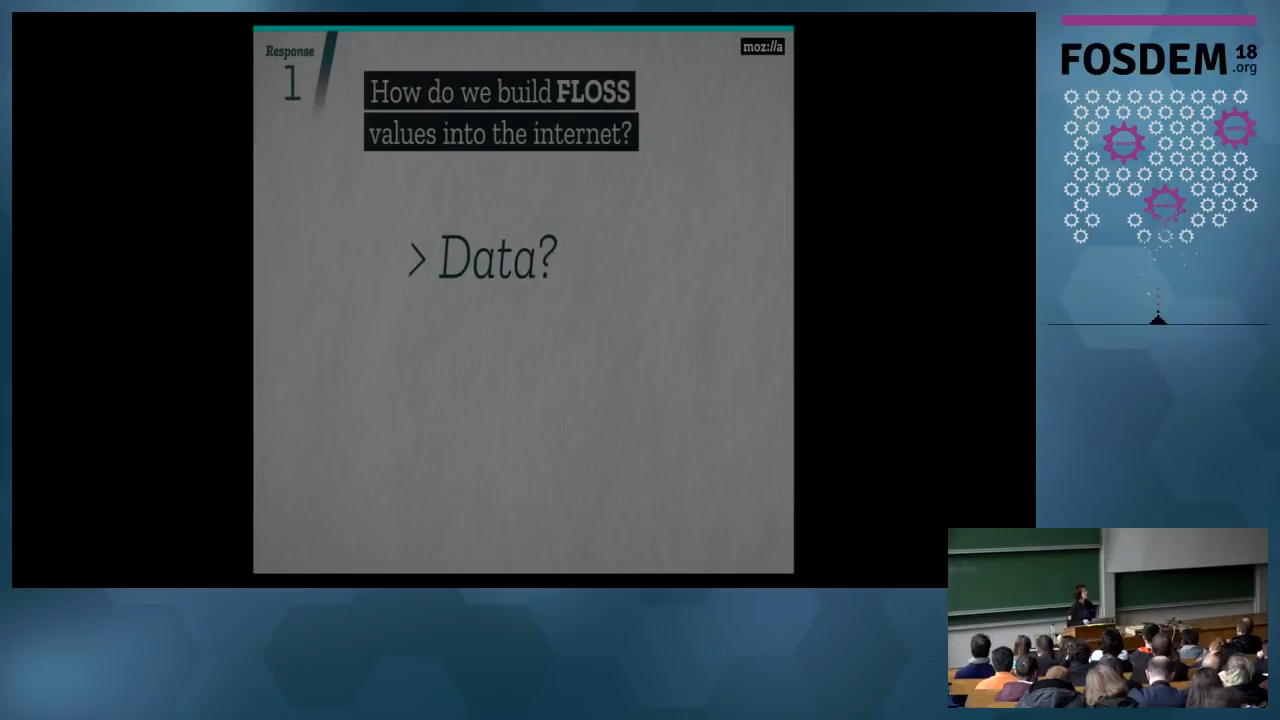 Response
1
moz://a
How do we build FLOSS
values into the internet?
> Data?
FOSDEM 18
.org